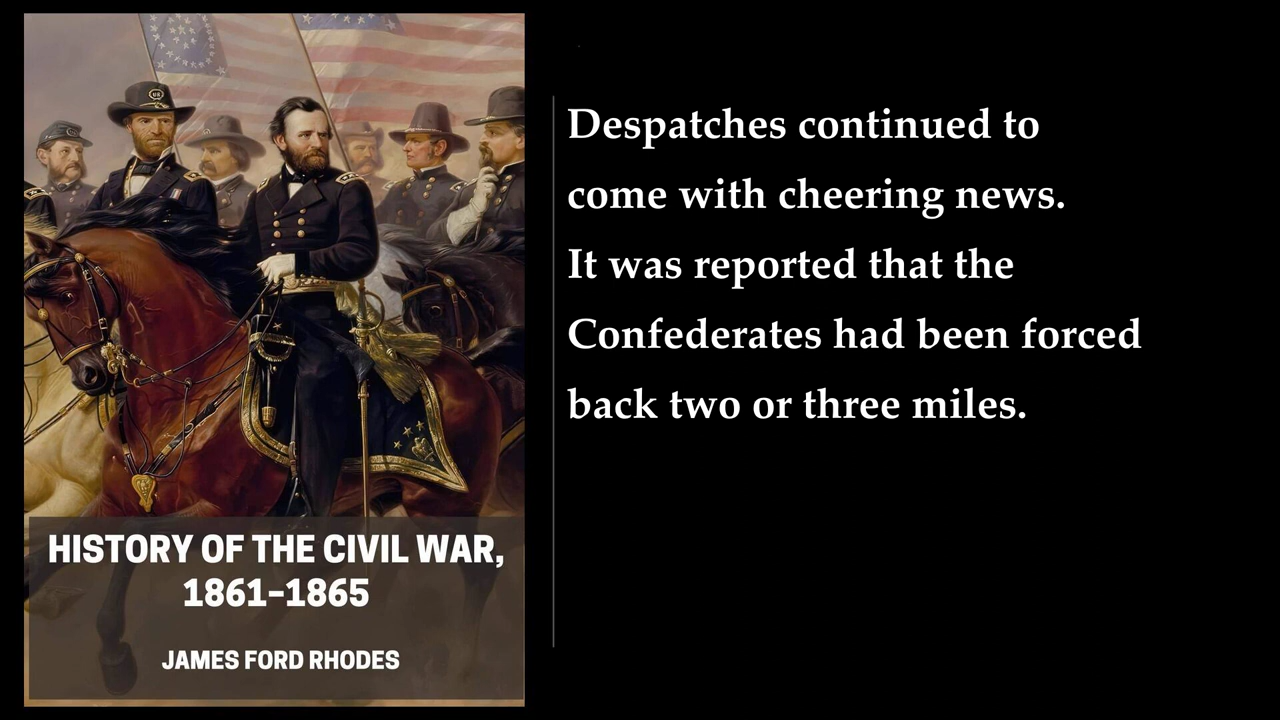 HISTORY OF THE CIVIL WAR,
1861–1865
JAMES FORD RHODES
Despatches continued to
come with cheering news.
It was reported that the
Confederates had been forced
back two or three miles.